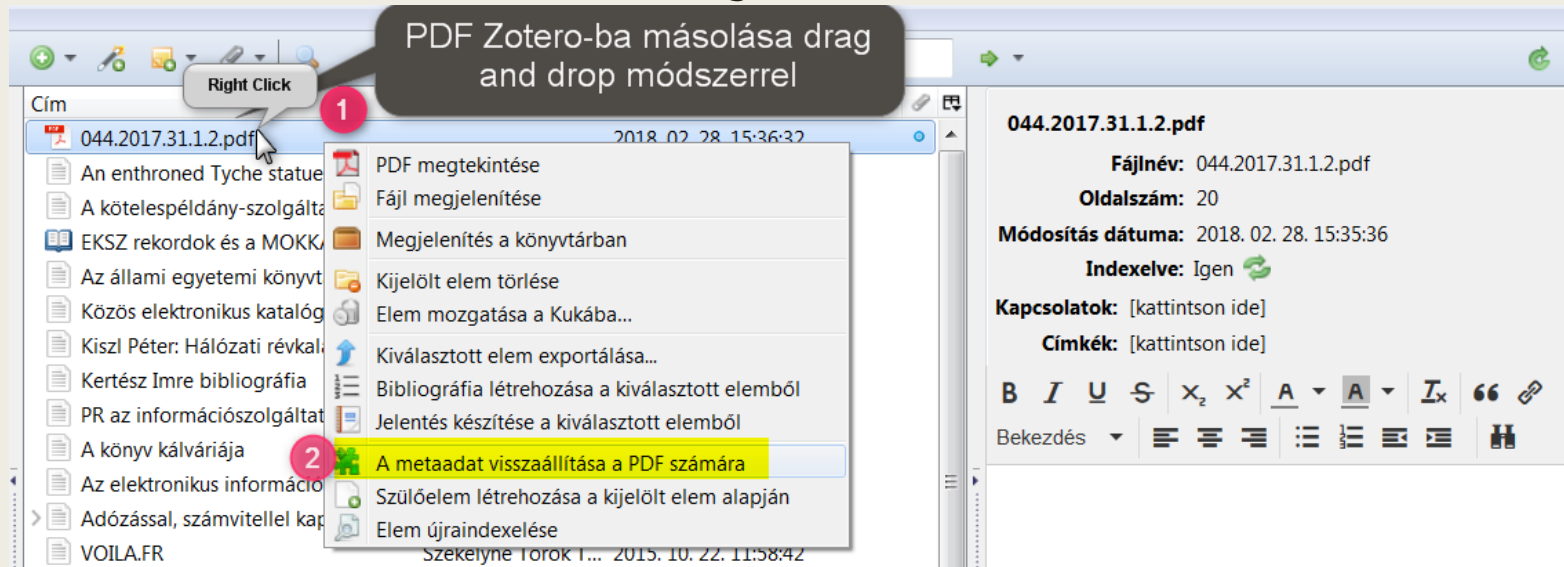 PDF Zotero-ba másolása drag
and drop módszerrel
Right Click
Cím
1
044.2017.31.1.2.pdf
2018. 02. 28. 15:36:32
An enthroned Tyche statue
A kötelespéldány-szolgálta
EKSZ rekordok és a MOKKA
Az állami egyetemi könyvt
Közös elektronikus katalóg
Kiszl Péter: Hálózati révkala
Kertész Imre bibliográfia
PR az információszolgáltat
A könyv kálváriája
Az elektronikus információ
Adózással, számvitellel kap
VOILA.FR
Székelyné Török T... 2015. 10. 22. 11:58:42
PDF megtekintése
Fájl megjelenítése
Megjelenítés a könyvtárban
Kijelölt elem törlése
Elem mozgatása a Kukába...
Kiválasztott elem exportálása...
Bibliográfia létrehozása a kiválasztott elemből
Jelentés készítése a kiválasztott elemből
2
A metaadat visszaállítása a PDF számára
Szülőelem létrehozása a kijelölt elem alapján
Elem újraindexelése
044.2017.31.1.2.pdf
Fájlnév: 044.2017.31.1.2.pdf
Oldalszám: 20
Módosítás dátuma: 2018. 02. 28. 15:35:36
Indexelve: Igen
Kapcsolatok: [kattintson ide]
Címkék: [kattintson ide]
B I U S X₂ X² A A Tx
Bekezdés